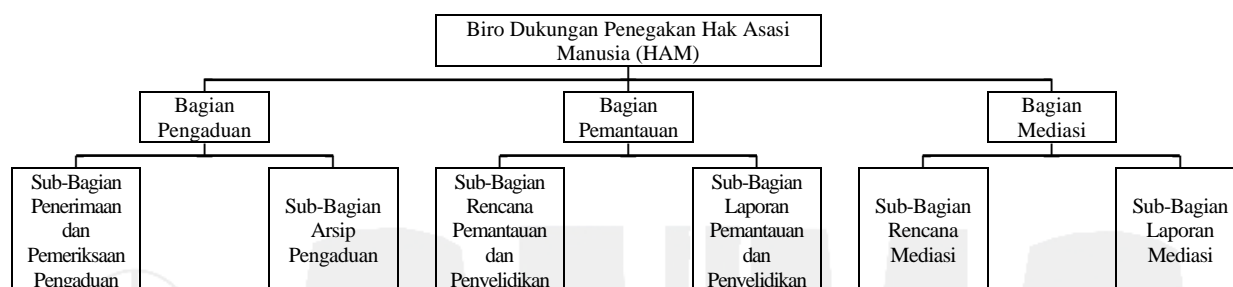 Biro Dukungan Penegakan Hak Asasi
Manusia (HAM)
Bagian
Pengaduan
Bagian
Pemantauan
Bagian
Mediasi
Sub-Bagian
Penerimaan
dan
Pemeriksaan
Pengaduan
Sub-Bagian
Arsip
Pengaduan
Sub-Bagian
Rencana
Pemantauan
dan
Penyelidikan
Sub-Bagian
Laporan
Pemantauan
dan
Penyelidikan
Sub-Bagian
Rencana
Mediasi
Sub-Bagian
Laporan
Mediasi